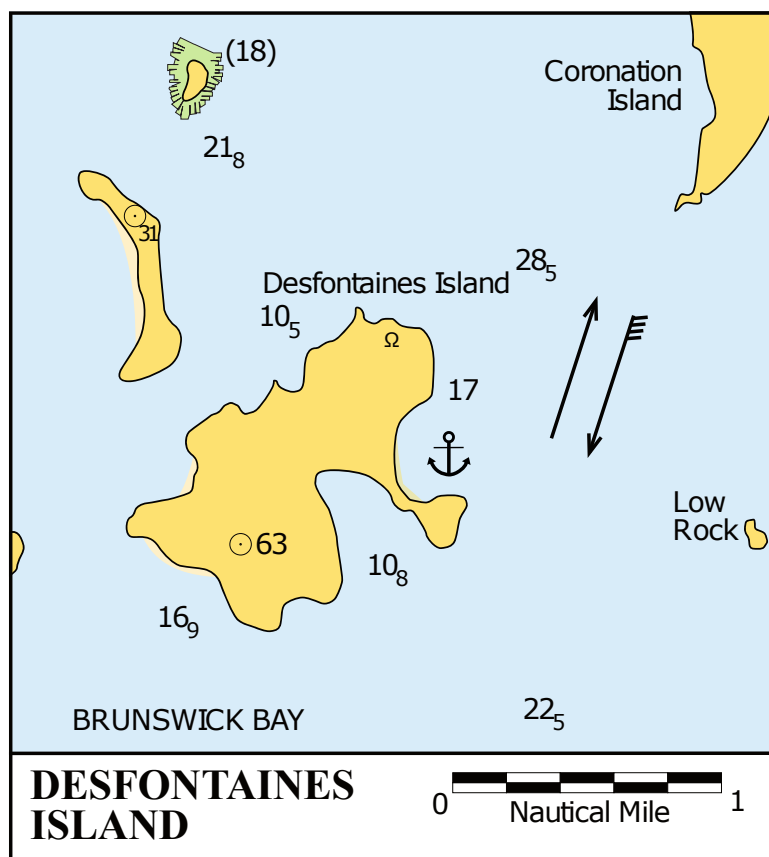 (18)
Coronation
Island
21₈
31
28₅
Desfontaines Island
10₅
Ω
17
Low
Rock
63
10₈
16₉
22₅
BRUNSWICK BAY
DESFONTAINES
ISLAND
0 1
Nautical Mile